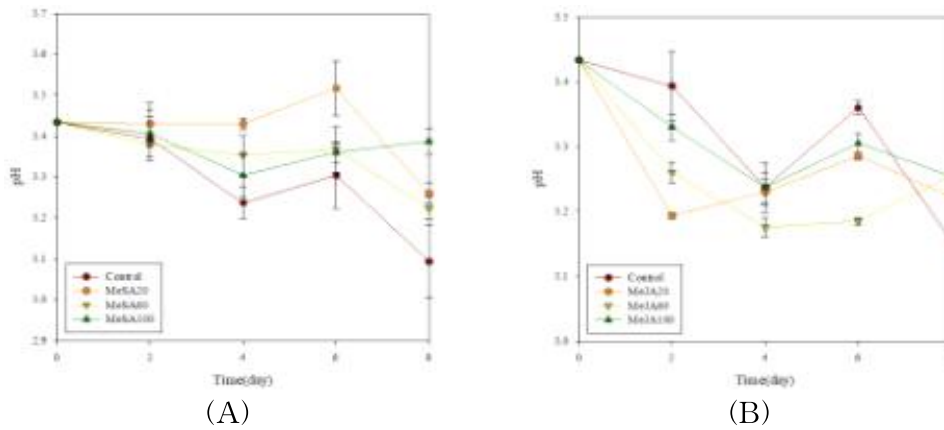 3.7
3.6
3.5
3.4
3.3
3.2
3.1
3.0
2.9
pH
Control
MeSA20
MeSA60
MeSA100
0 2 4 6 8
Time(day)
(A)
3.5
3.4
3.3
3.2
3.1
3.0
pH
Control
MeJA20
MeJA60
MeJA100
0 2 4 6
Time(day)
(B)